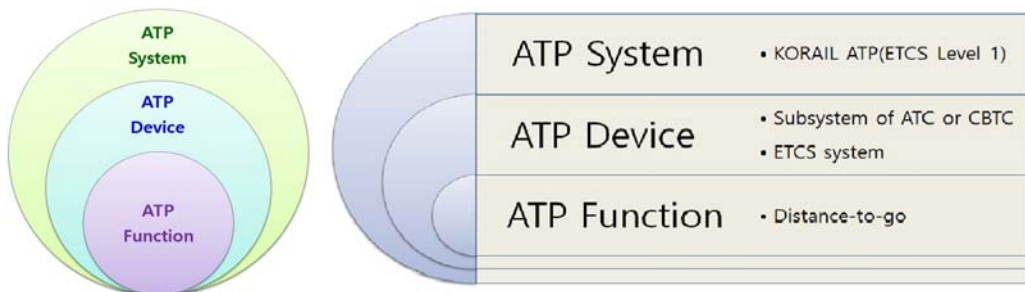 ATP
System
ATP
Device
ATP
Function
ATP System
• KORAIL ATP(ETCS Level 1)
ATP Device
• Subsystem of ATC or CBTC
• ETCS system
ATP Function
• Distance-to-go